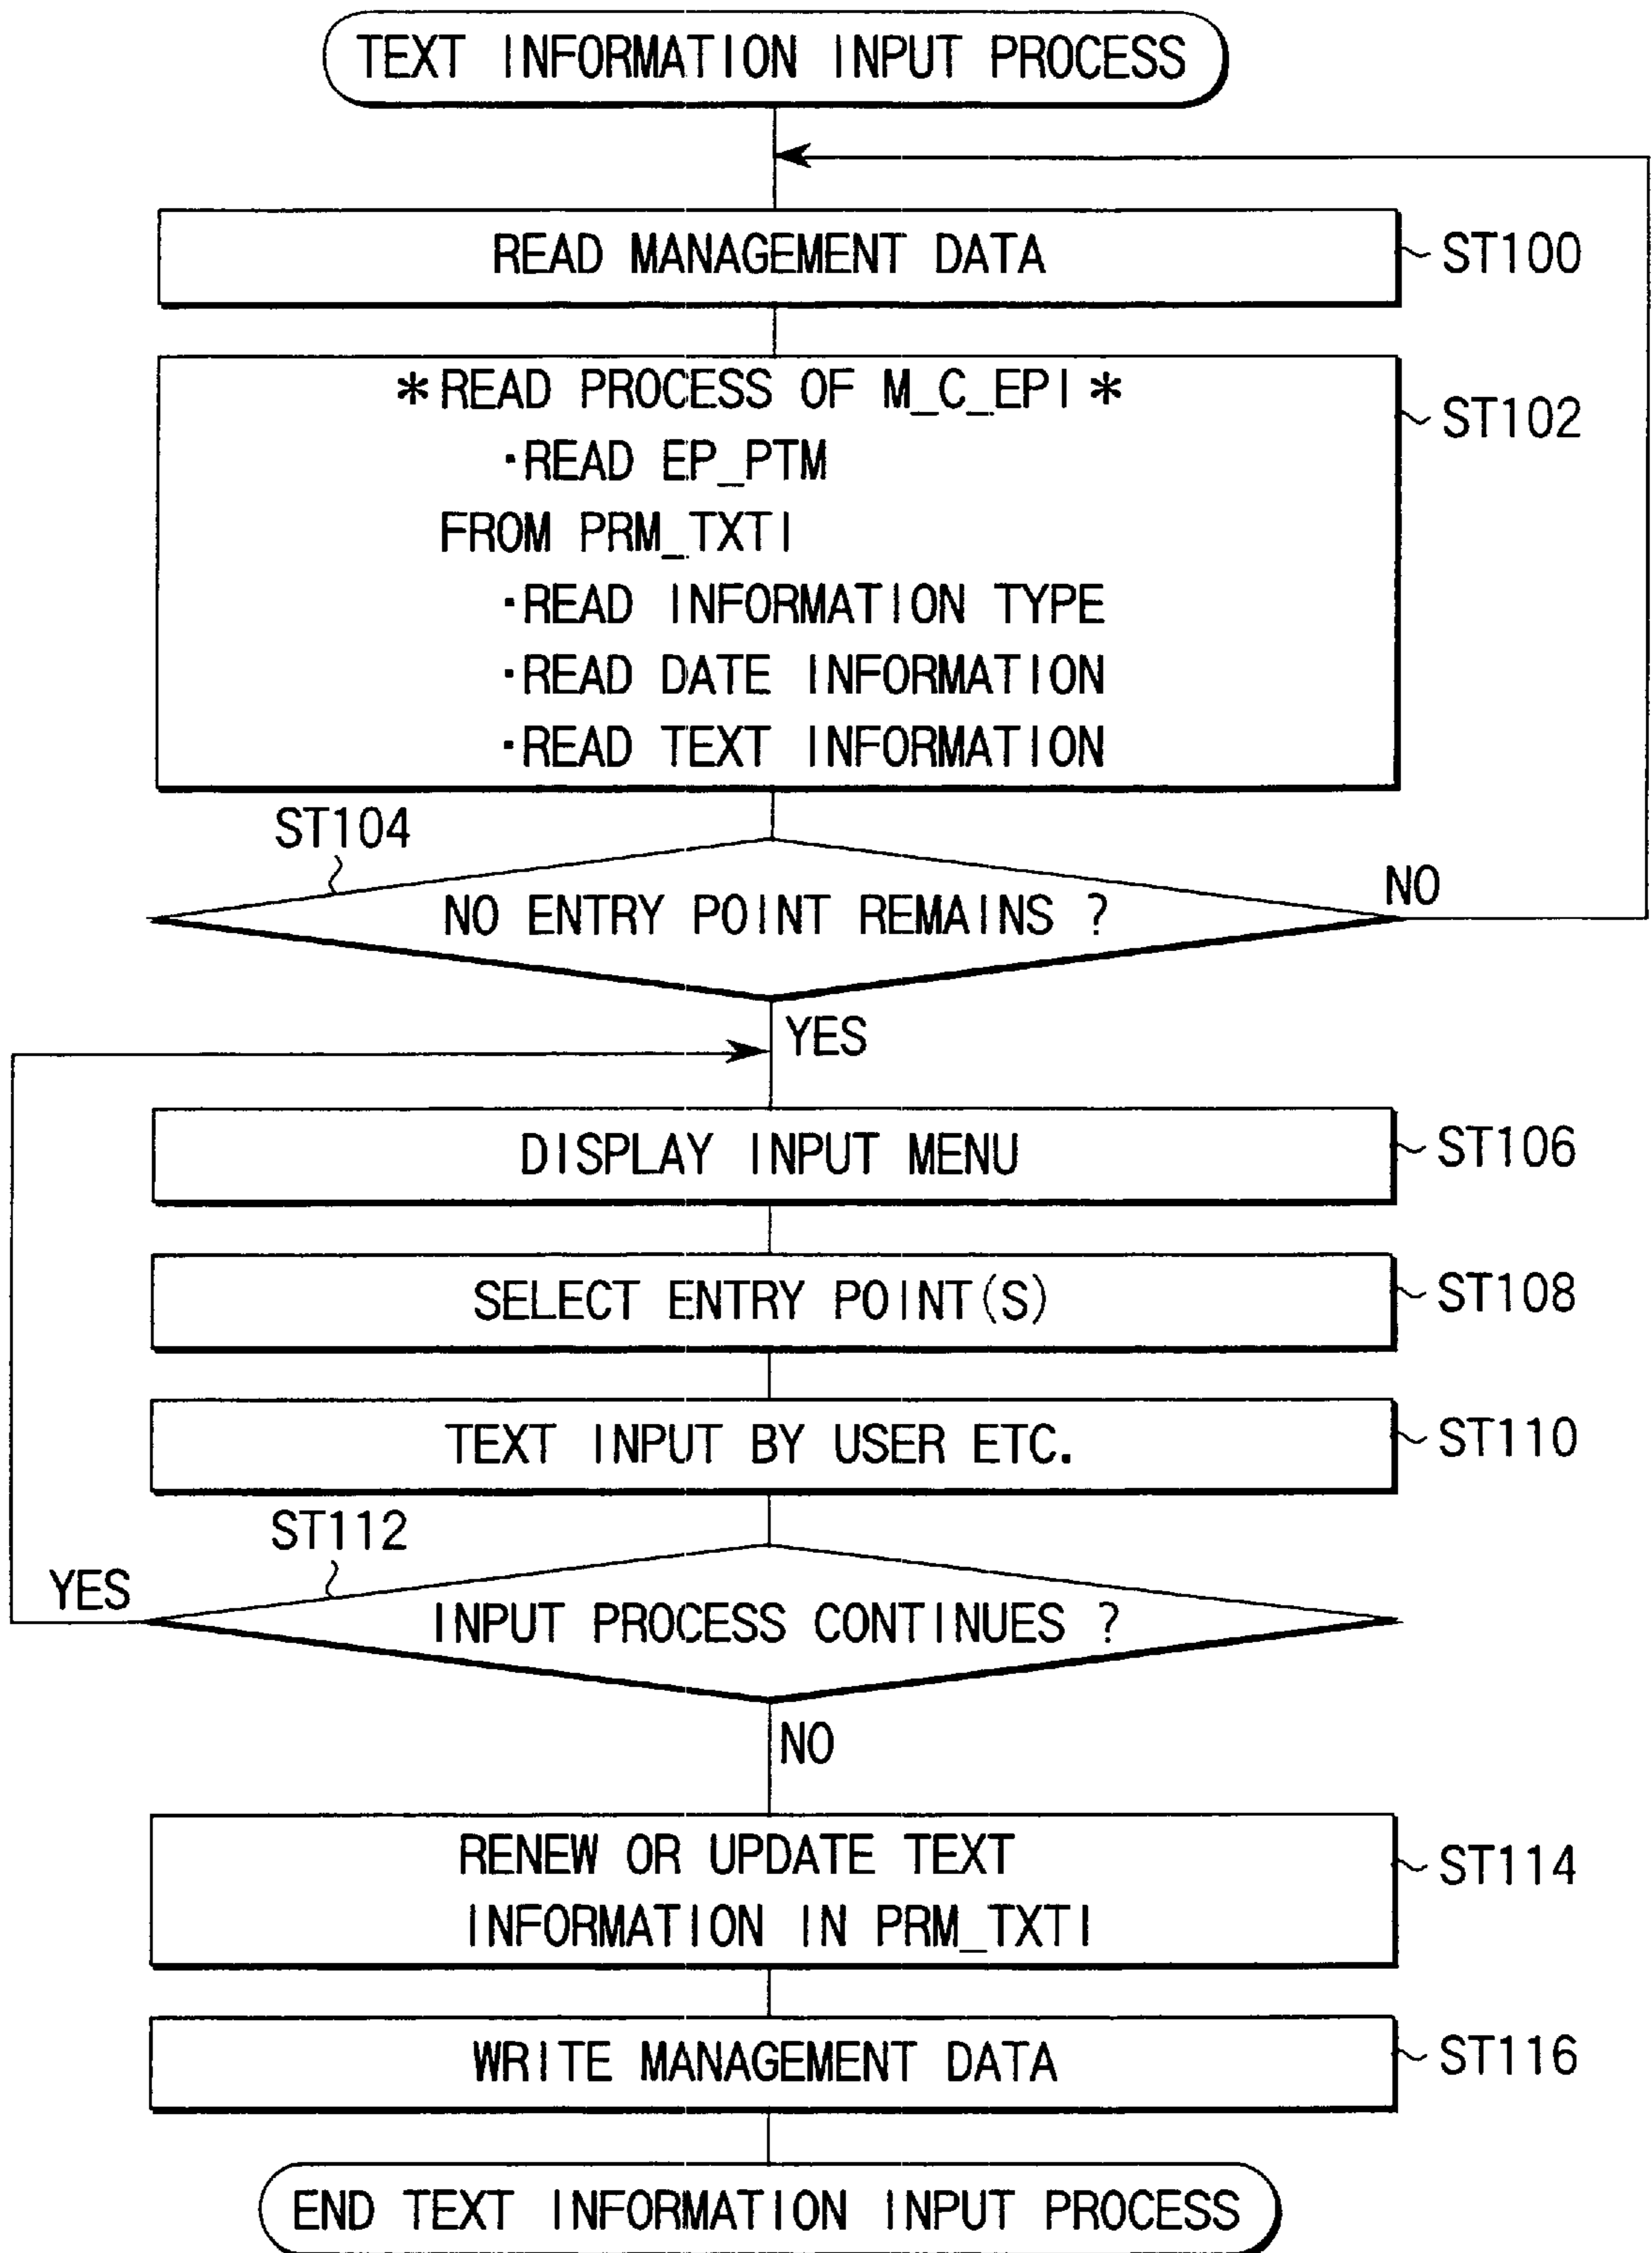 TEXT INFORMATION INPUT PROCESS
READ MANAGEMENT DATA
ST100
*READ PROCESS OF M_C_EPI*
·READ EP_PTM
FROM PRM_TXTI
·READ INFORMATION TYPE
·READ DATE INFORMATION
·READ TEXT INFORMATION
ST102
ST104
NO ENTRY POINT REMAINS ?
NO
YES
DISPLAY INPUT MENU
ST106
SELECT ENTRY POINT(S)
ST108
TEXT INPUT BY USER ETC.
ST110
ST112
YES
INPUT PROCESS CONTINUES ?
NO
RENEW OR UPDATE TEXT
INFORMATION IN PRM_TXTI
ST114
WRITE MANAGEMENT DATA
ST116
END TEXT INFORMATION INPUT PROCESS